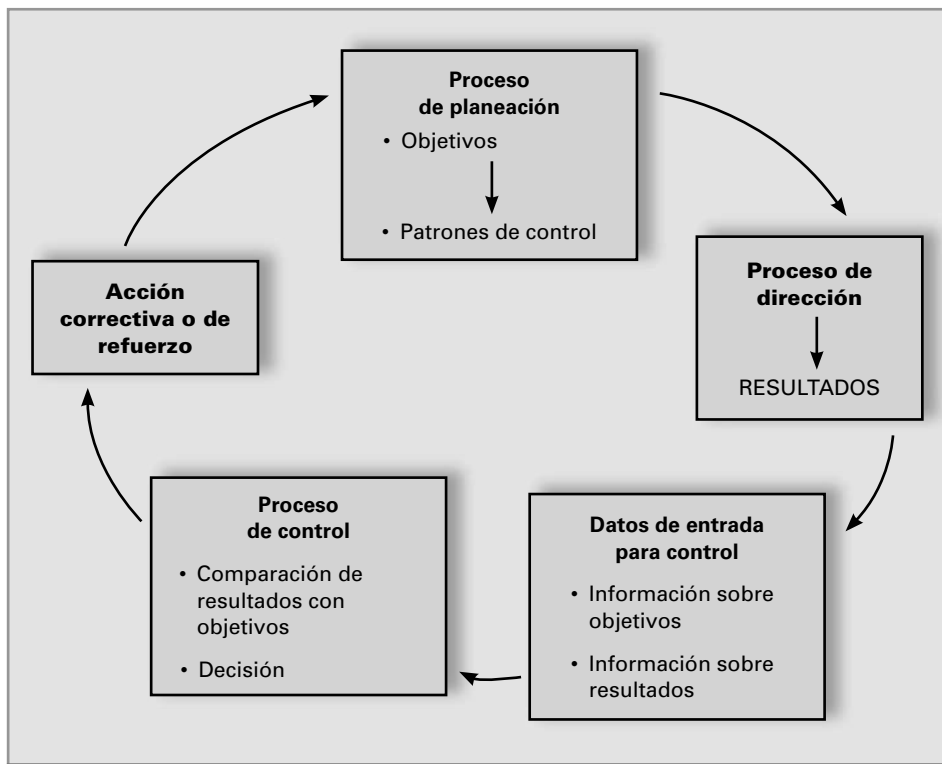 Proceso
de planeación
• Objetivos
• Patrones de control
Proceso de
dirección
RESULTADOS
Datos de entrada
para control
• Información sobre
objetivos
• Información sobre
resultados
Proceso
de control
• Comparación de
resultados con
objetivos
• Decisión
Acción
correctiva o de
refuerzo